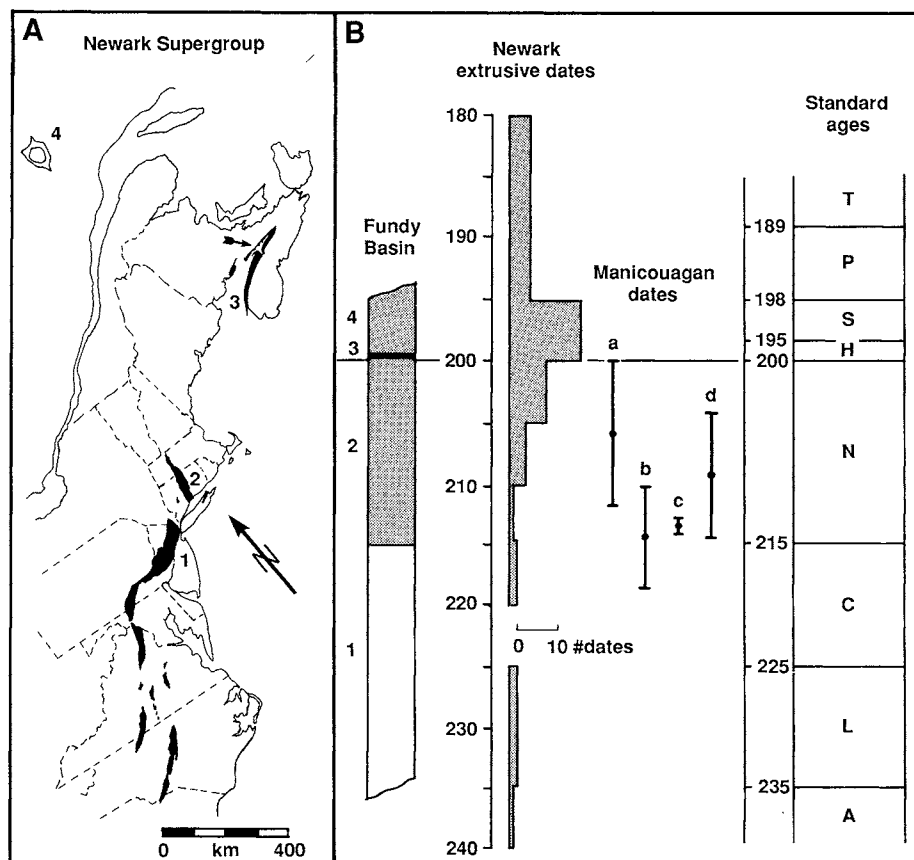 A
Newark Supergroup
4
3
2
1
0 km 400
B
Newark
extrusive dates
180
190
200
210
220
230
240
Fundy
Basin
4
3
2
1
0 10 #dates
Manicouagan
dates
a
b
c
d
Standard
ages
T
189
P
198
S
195
H
200
N
215
C
225
L
235
A